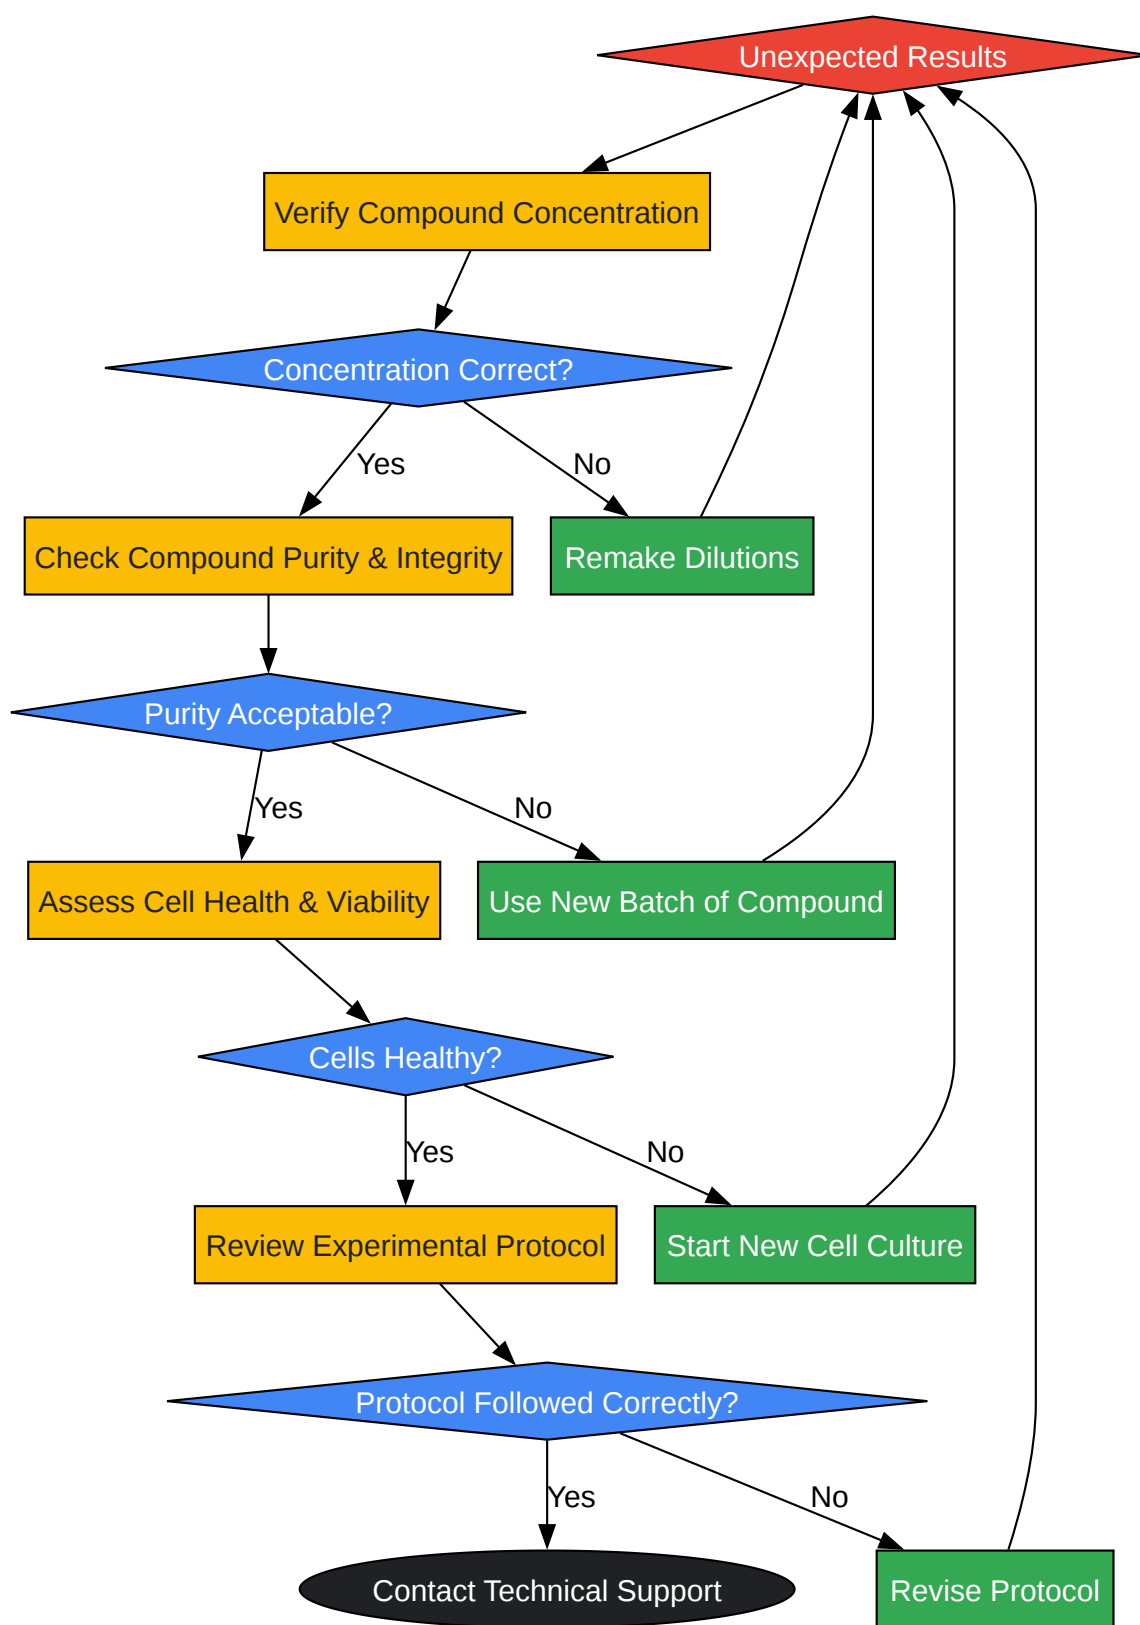 Unexpected Results
Verify Compound Concentration
Concentration Correct?
Yes
No
Check Compound Purity & Integrity
Remake Dilutions
Purity Acceptable?
Yes
No
Assess Cell Health & Viability
Use New Batch of Compound
Cells Healthy?
Yes
No
Review Experimental Protocol
Start New Cell Culture
Protocol Followed Correctly?
Yes
No
Contact Technical Support
Revise Protocol